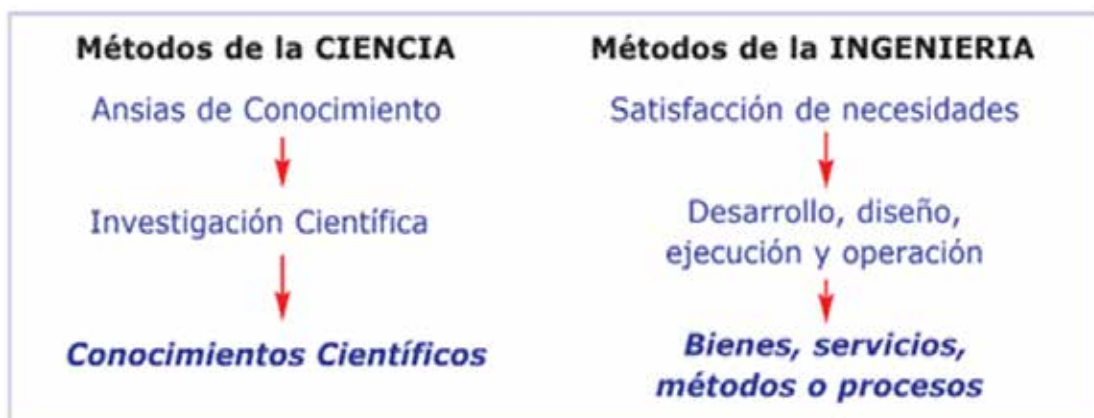 Métodos de la CIENCIA
Ansias de Conocimiento
Investigación Científica
Conocimientos Científicos
Métodos de la INGENIERIA
Satisfacción de necesidades
Desarrollo, diseño,
ejecución y operación
Bienes, servicios,
métodos o procesos